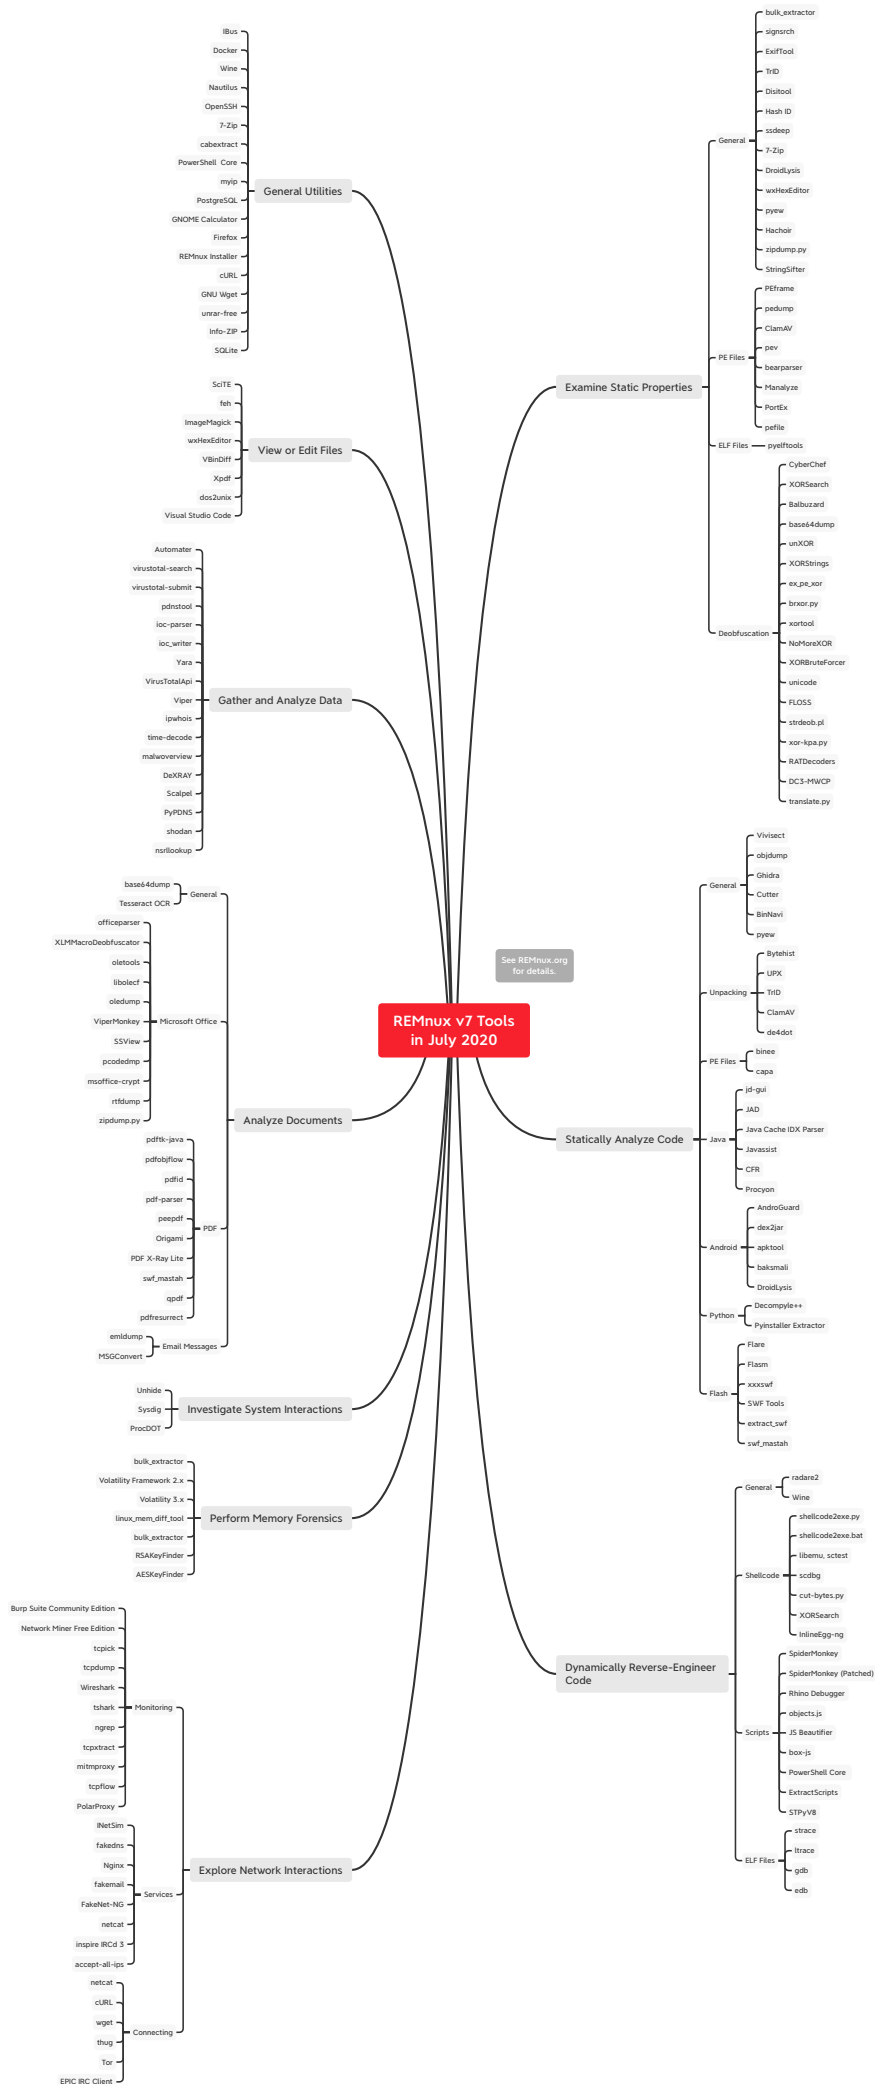 REMnux v7 Tools
in July 2020
See REMnux.org
for details.
General Utilities
IBus
Docker
Wine
Nautilus
OpenSSH
7-Zip
cabextract
PowerShell Core
myip
PostgreSQL
GNOME Calculator
Firefox
REMnux Installer
cURL
GNU Wget
unrar-free
Info-ZIP
SQLite
View or Edit Files
SciTE
feh
ImageMagick
wxHexEditor
VBinDiff
Xpdf
dos2unix
Visual Studio Code
Gather and Analyze Data
Automater
virustotal-search
virustotal-submit
pdnstool
ioc-parser
ioc_writer
Yara
VirusTotalApi
Viper
ipwhois
time-decode
malwoverview
DeXRAY
Scalpel
PyPDNS
shodan
nsrllookup
Analyze Documents
General
base64dump
Tesseract OCR
Microsoft Office
officeparser
XLMMacroDeobfuscator
oletools
libolecf
oledump
ViperMonkey
SSView
pcodedmp
msoffice-crypt
rtfdump
zipdump.py
PDF
pdftk-java
pdfobjflow
pdfid
pdf-parser
peepdf
Origami
PDF X-Ray Lite
swf_mastah
qpdf
pdfresurrect
Email Messages
emldump
MSGConvert
Investigate System Interactions
Unhide
Sysdig
ProcDOT
Perform Memory Forensics
bulk_extractor
Volatility Framework 2.x
Volatility 3.x
linux_mem_diff_tool
bulk_extractor
RSAKeyFinder
AESKeyFinder
Explore Network Interactions
Monitoring
Burp Suite Community Edition
Network Miner Free Edition
tcpick
tcpdump
Wireshark
tshark
ngrep
tcpxtract
mitmproxy
tcpflow
PolarProxy
Services
INetSim
fakedns
Nginx
fakemail
FakeNet-NG
netcat
inspire IRCd 3
accept-all-ips
Connecting
netcat
cURL
wget
thug
Tor
EPIC IRC Client
Examine Static Properties
General
bulk_extractor
signsrch
ExifTool
TrID
Disitool
Hash ID
ssdeep
7-Zip
DroidLysis
wxHexEditor
pyew
Hachoir
zipdump.py
StringSifter
PE Files
PEframe
pedump
ClamAV
pev
bearparser
Manalyze
PortEx
pefile
ELF Files
pyelftools
Deobfuscation
CyberChef
XORSearch
Balbuzard
base64dump
unXOR
XORStrings
ex_pe_xor
brxor.py
xortool
NoMoreXOR
XORBruteForcer
unicode
FLOSS
strdeob.pl
xor-kpa.py
RATDecoders
DC3-MWCP
translate.py
Statically Analyze Code
General
Vivisect
objdump
Ghidra
Cutter
BinNavi
pyew
Unpacking
Bytehist
UPX
TrID
ClamAV
de4dot
PE Files
binee
capa
Java
jd-gui
JAD
Java Cache IDX Parser
Javassist
CFR
Procyon
Android
AndroGuard
dex2jar
apktool
baksmali
DroidLysis
Python
Decompyle++
Pyinstaller Extractor
Flash
Flare
Flasm
xxxswf
SWF Tools
extract_swf
swf_mastah
Dynamically Reverse-Engineer
Code
General
radare2
Wine
Shellcode
shellcode2exe.py
shellcode2exe.bat
libemu, sctest
scdbg
cut-bytes.py
XORSearch
InlineEgg-ng
Scripts
SpiderMonkey
SpiderMonkey (Patched)
Rhino Debugger
objects.js
JS Beautifier
box-js
PowerShell Core
ExtractScripts
STPyV8
ELF Files
strace
ltrace
gdb
edb